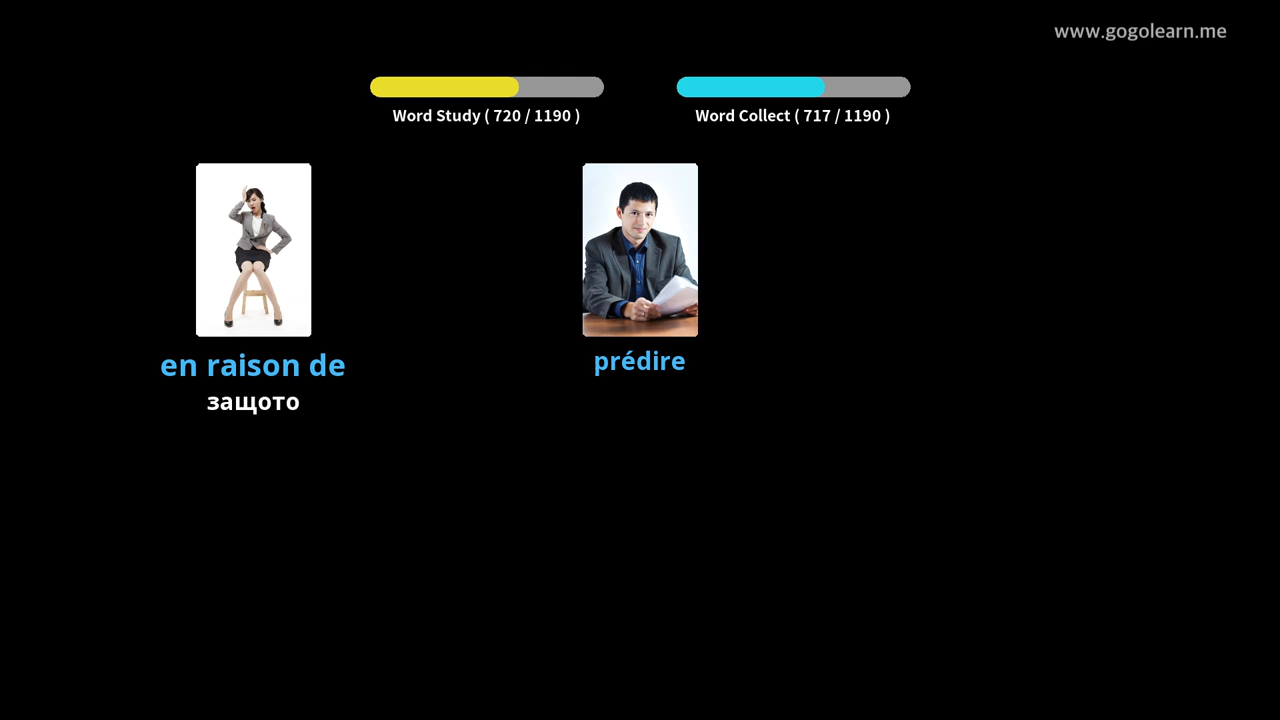 www.gogolearn.me
Word Study ( 720 / 1190 )
Word Collect ( 717 / 1190 )
en raison de
защото
prédire